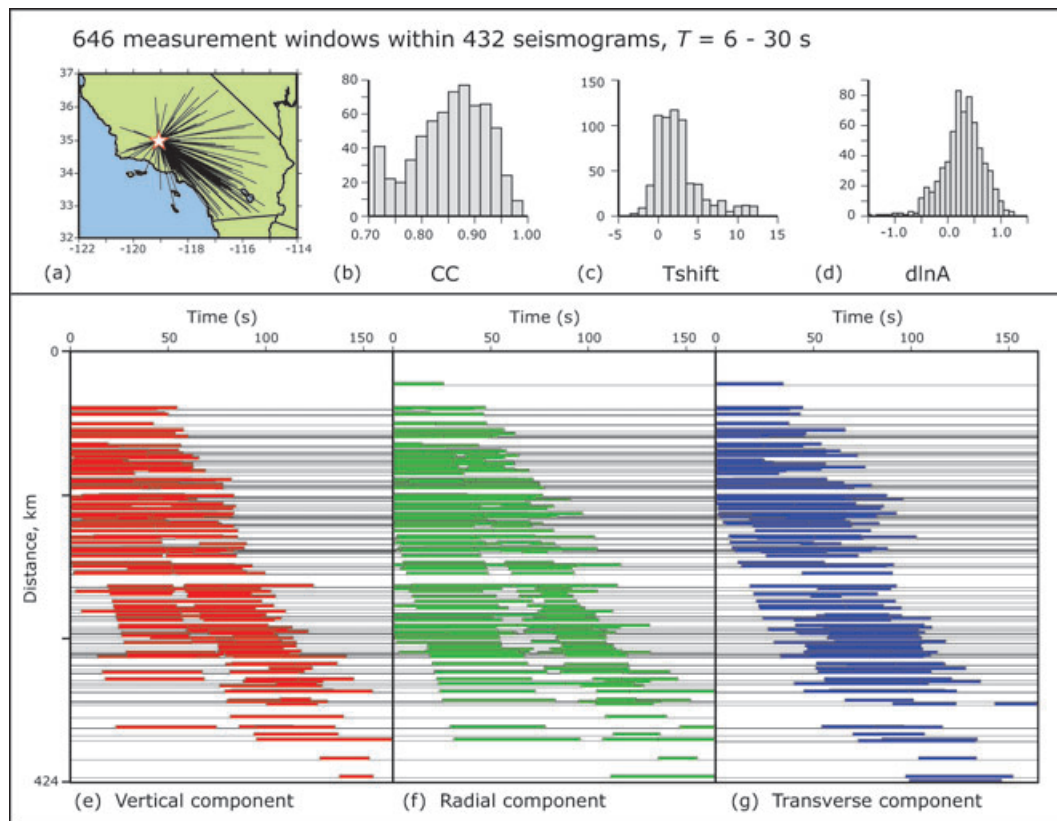 646 measurement windows within 432 seismograms, T = 6 - 30 s
37
36
35
34
33
32
-122 -120 -118 -116 -114
(a)
80
60
40
20
0
0.70 0.80 0.90 1.00
(b) CC
150
100
50
0
-5 0 5 10 15
(c) Tshift
80
60
40
20
0
-1.0 0.0 1.0
(d) dlnA
Time (s) Time (s) Time (s)
0 50 100 150 50 100 150 50 100 150
0
Distance, km
424
(e) Vertical component (f) Radial component (g) Transverse component